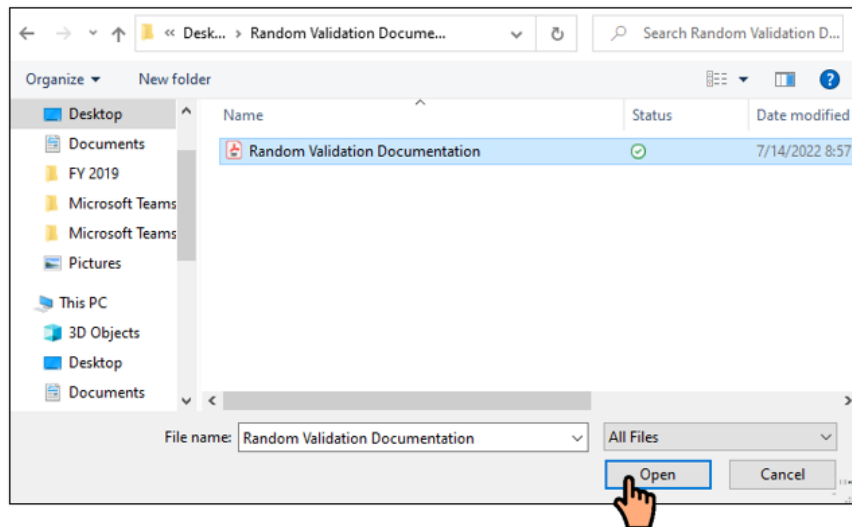 « Desk... › Random Validation Docume...
Search Random Validation D...
Organize
New folder
Name
Status
Date modified
Desktop
Documents
FY 2019
Microsoft Teams
Microsoft Teams
Pictures
This PC
3D Objects
Desktop
Documents
Random Validation Documentation
7/14/2022 8:57
File name:
Random Validation Documentation
All Files
Open
Cancel